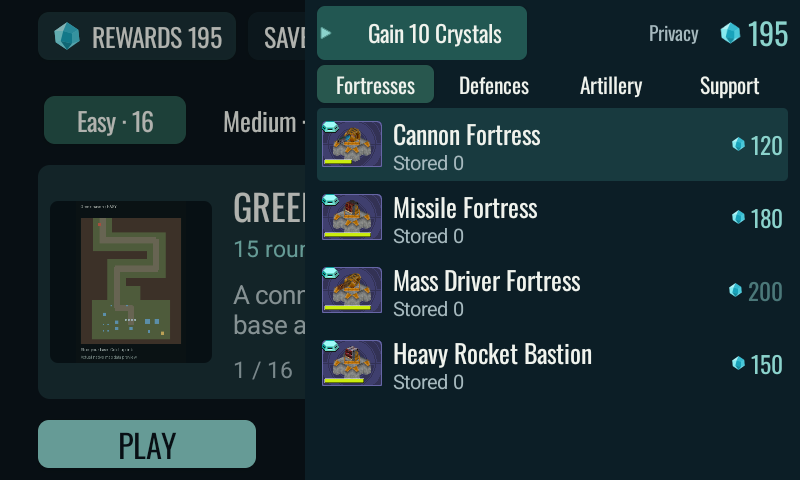 REWARDS 195
SAVE
Easy · 16
Medium ·
GREE
15 roun
A conn
base a
1 / 16
PLAY
Gain 10 Crystals
Privacy
195
Fortresses
Defences
Artillery
Support
Cannon Fortress
Stored 0
120
Missile Fortress
Stored 0
180
Mass Driver Fortress
Stored 0
200
Heavy Rocket Bastion
Stored 0
150